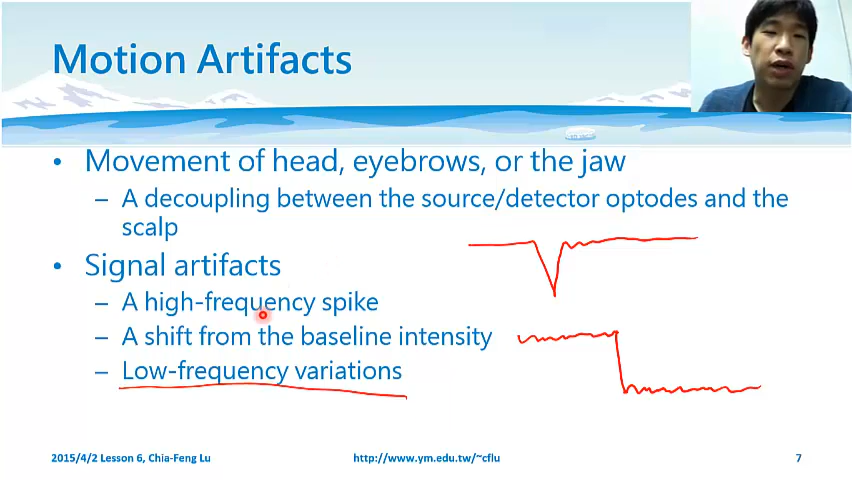 Motion Artifacts
• Movement of head, eyebrows, or the jaw
– A decoupling between the source/detector optodes and the
scalp
• Signal artifacts
– A high-frequency spike
– A shift from the baseline intensity
– Low-frequency variations
2015/4/2 Lesson 6, Chia-Feng Lu
http://www.ym.edu.tw/~cflu
7